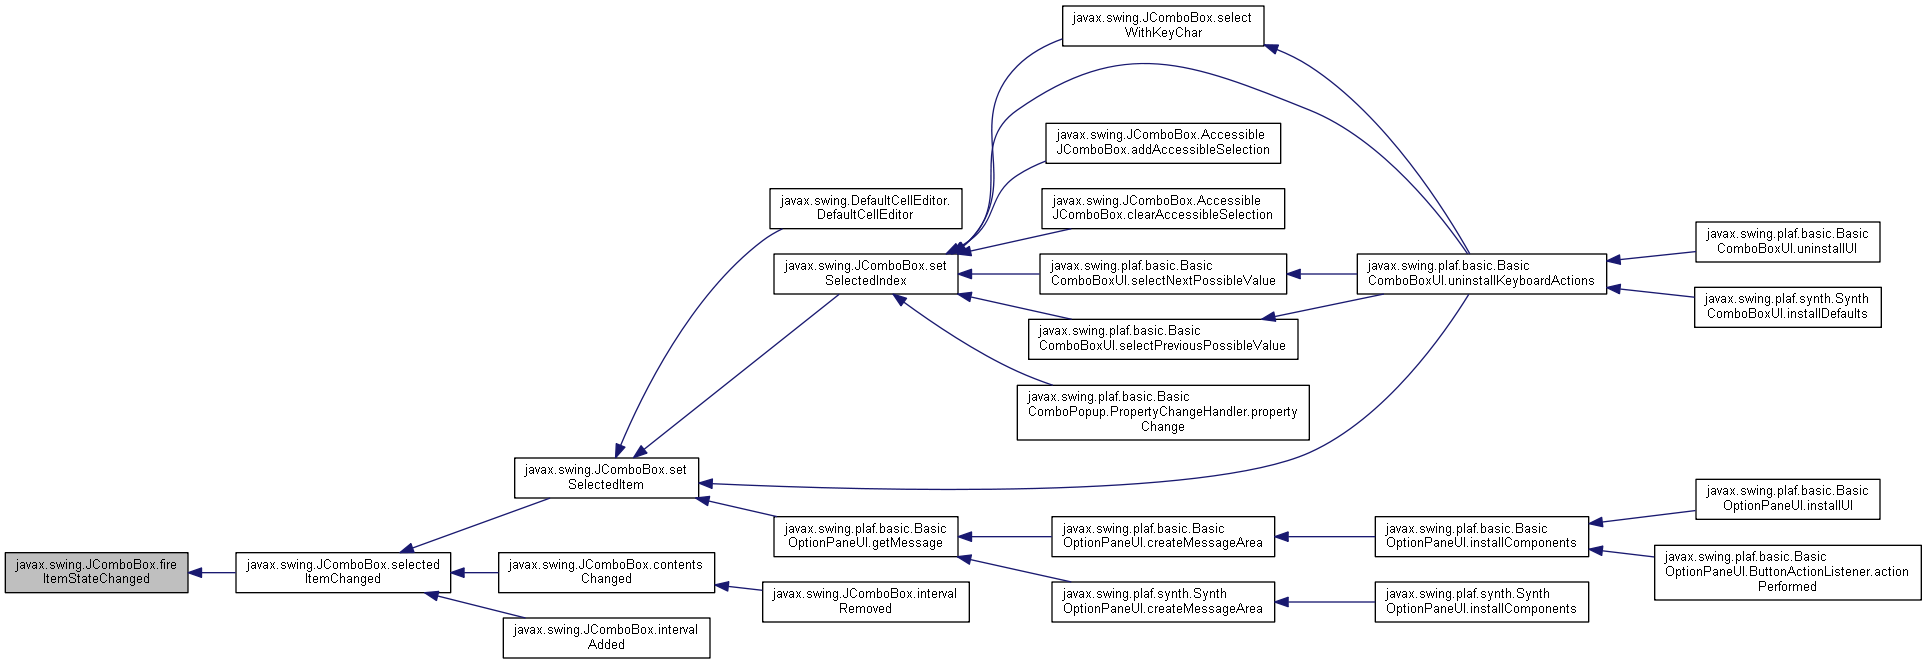 javax.swing.JComboBox.fire
ItemStateChanged
javax.swing.JComboBox.selected
ItemChanged
javax.swing.JComboBox.set
SelectedItem
javax.swing.JComboBox.contents
Changed
javax.swing.JComboBox.interval
Added
javax.swing.DefaultCellEditor.
DefaultCellEditor
javax.swing.JComboBox.set
SelectedIndex
javax.swing.plaf.basic.Basic
OptionPaneUI.getMessage
javax.swing.JComboBox.interval
Removed
javax.swing.JComboBox.select
WithKeyChar
javax.swing.JComboBox.Accessible
JComboBox.addAccessibleSelection
javax.swing.JComboBox.Accessible
JComboBox.clearAccessibleSelection
javax.swing.plaf.basic.Basic
ComboBoxUI.selectNextPossibleValue
javax.swing.plaf.basic.Basic
ComboBoxUI.selectPreviousPossibleValue
javax.swing.plaf.basic.Basic
ComboPopup.PropertyChangeHandler.property
Change
javax.swing.plaf.basic.Basic
OptionPaneUI.createMessageArea
javax.swing.plaf.synth.Synth
OptionPaneUI.createMessageArea
javax.swing.plaf.basic.Basic
ComboBoxUI.uninstallKeyboardActions
javax.swing.plaf.basic.Basic
OptionPaneUI.installComponents
javax.swing.plaf.synth.Synth
OptionPaneUI.installComponents
javax.swing.plaf.basic.Basic
ComboBoxUI.uninstallUI
javax.swing.plaf.synth.Synth
ComboBoxUI.installDefaults
javax.swing.plaf.basic.Basic
OptionPaneUI.installUI
javax.swing.plaf.basic.Basic
OptionPaneUI.ButtonActionListener.action
Performed